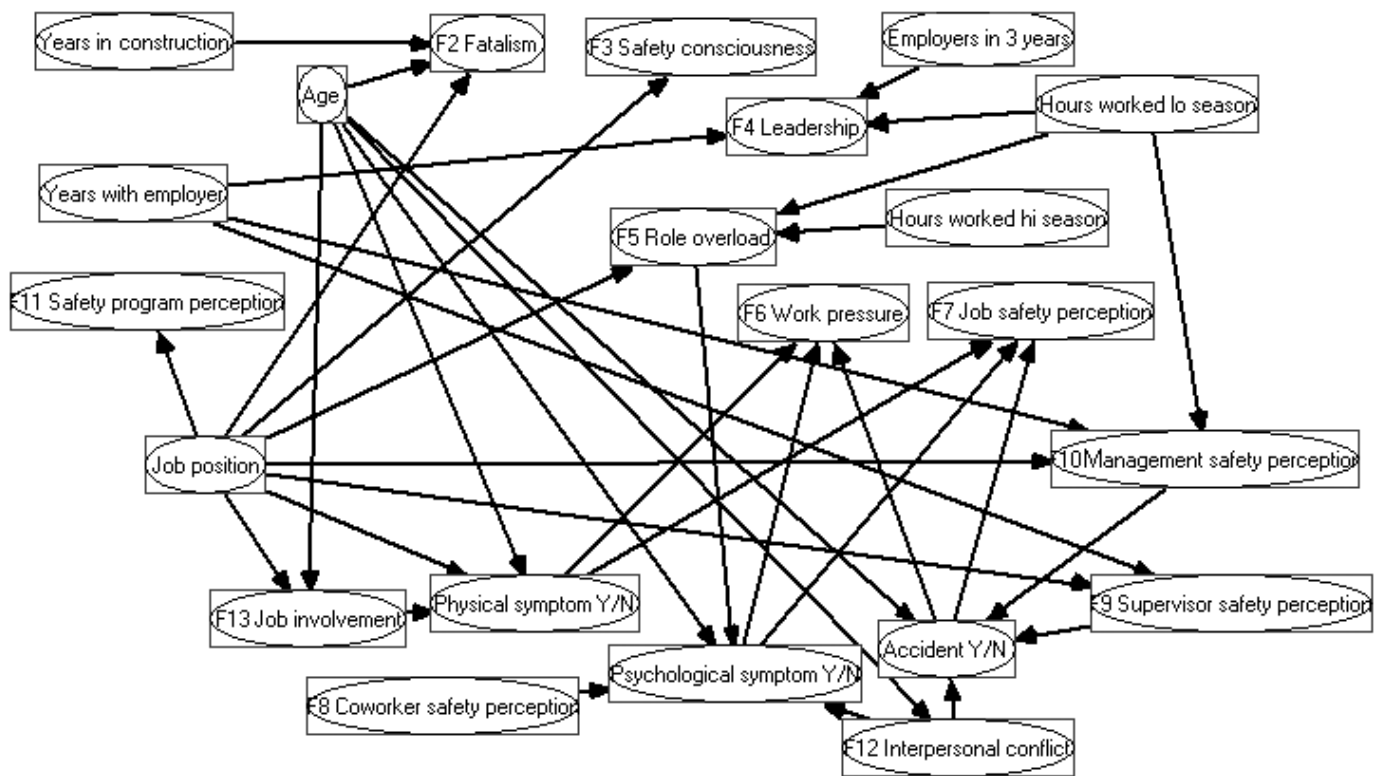 Years in construction
F2 Fatalism
F3 Safety consciousness
Employers in 3 years
Age
Hours worked lo season
F4 Leadership
Years with employer
Hours worked hi season
F5 Role overload
F11 Safety program perception
F6 Work pressure
F7 Job safety perception
Job position
F10Management safety perception
Physical symptom Y/N
F13 Job involvement
F9 Supervisor safety perception
Accident Y/N
Psychological symptom Y/N
F8 Coworker safety perception
F12 Interpersonal conflict